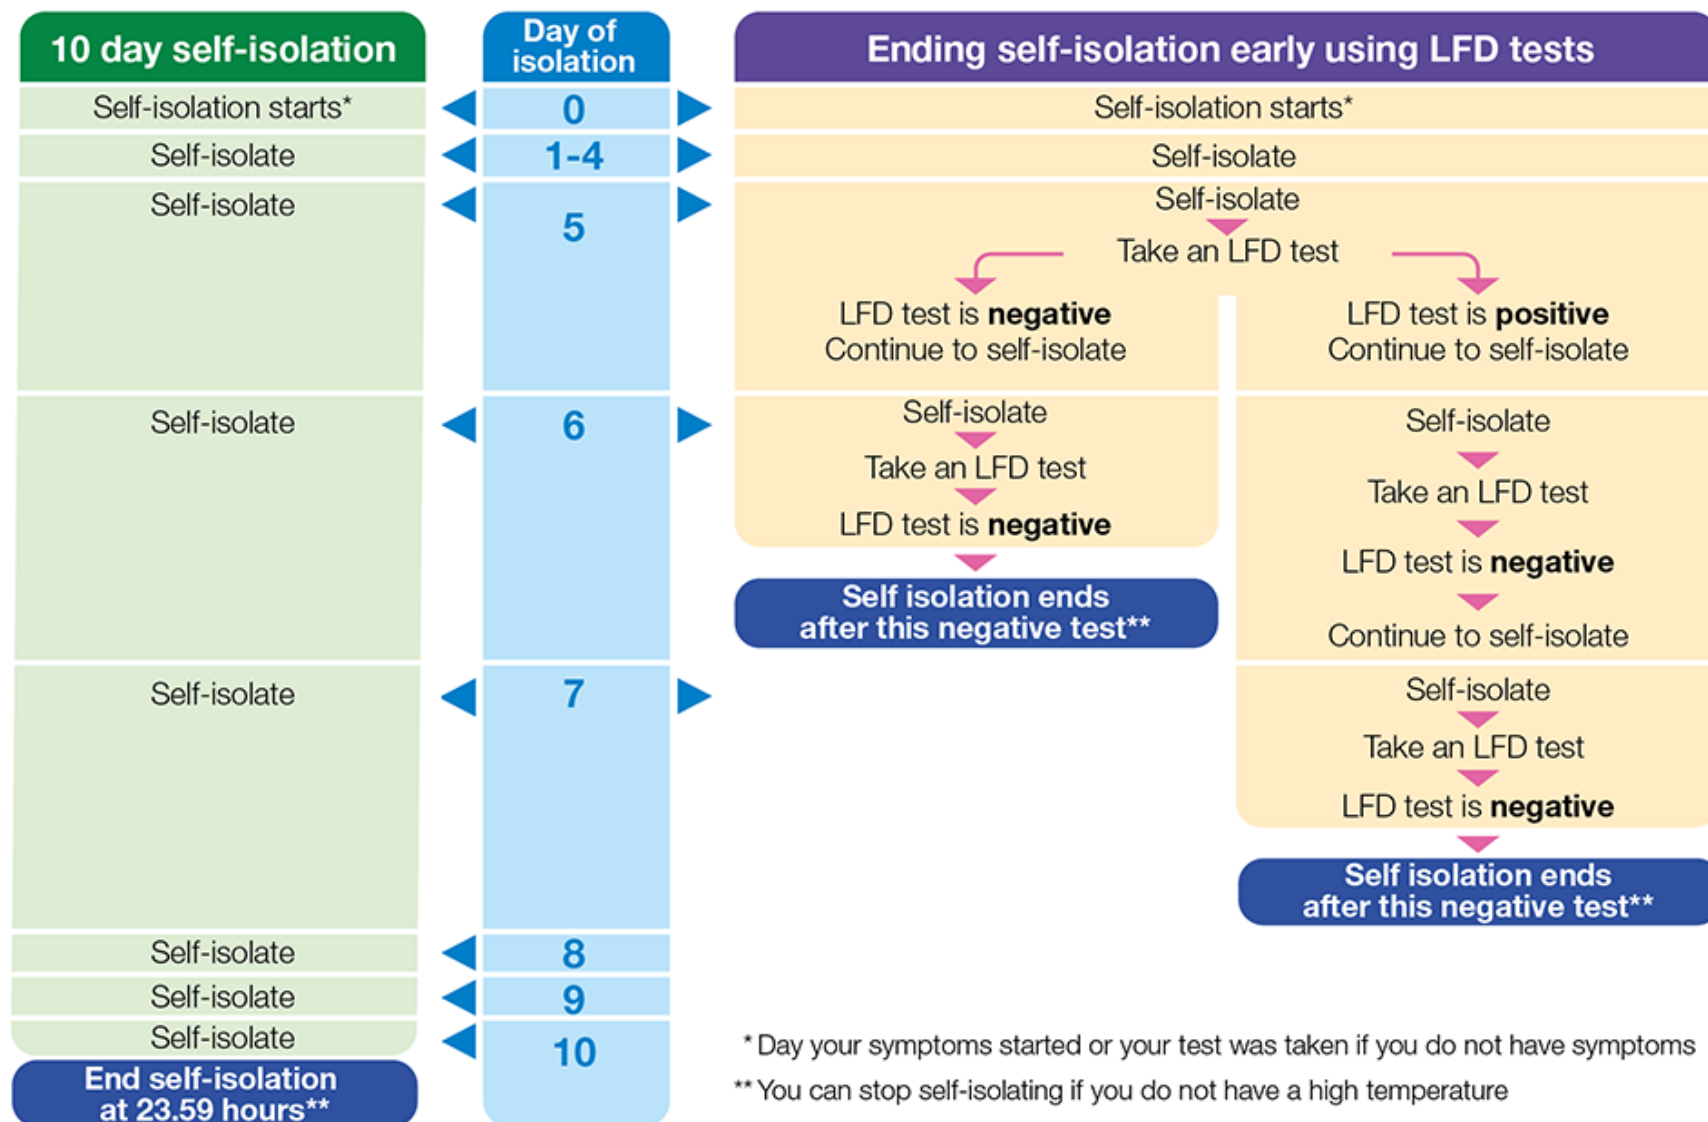 10 day self-isolation
Day of
isolation
Ending self-isolation early using LFD tests
Self-isolation starts*
0
Self-isolation starts*
Self-isolate
1-4
Self-isolate
Self-isolate
5
Self-isolate
Take an LFD test
LFD test is negative
Continue to self-isolate
LFD test is positive
Continue to self-isolate
Self-isolate
6
Self-isolate
Take an LFD test
LFD test is negative
Self isolation ends
after this negative test**
Self-isolate
Take an LFD test
LFD test is negative
Continue to self-isolate
Self-isolate
7
Self-isolate
Take an LFD test
LFD test is negative
Self isolation ends
after this negative test**
Self-isolate
8
Self-isolate
9
Self-isolate
10
End self-isolation
at 23.59 hours**
* Day your symptoms started or your test was taken if you do not have symptoms
** You can stop self-isolating if you do not have a high temperature